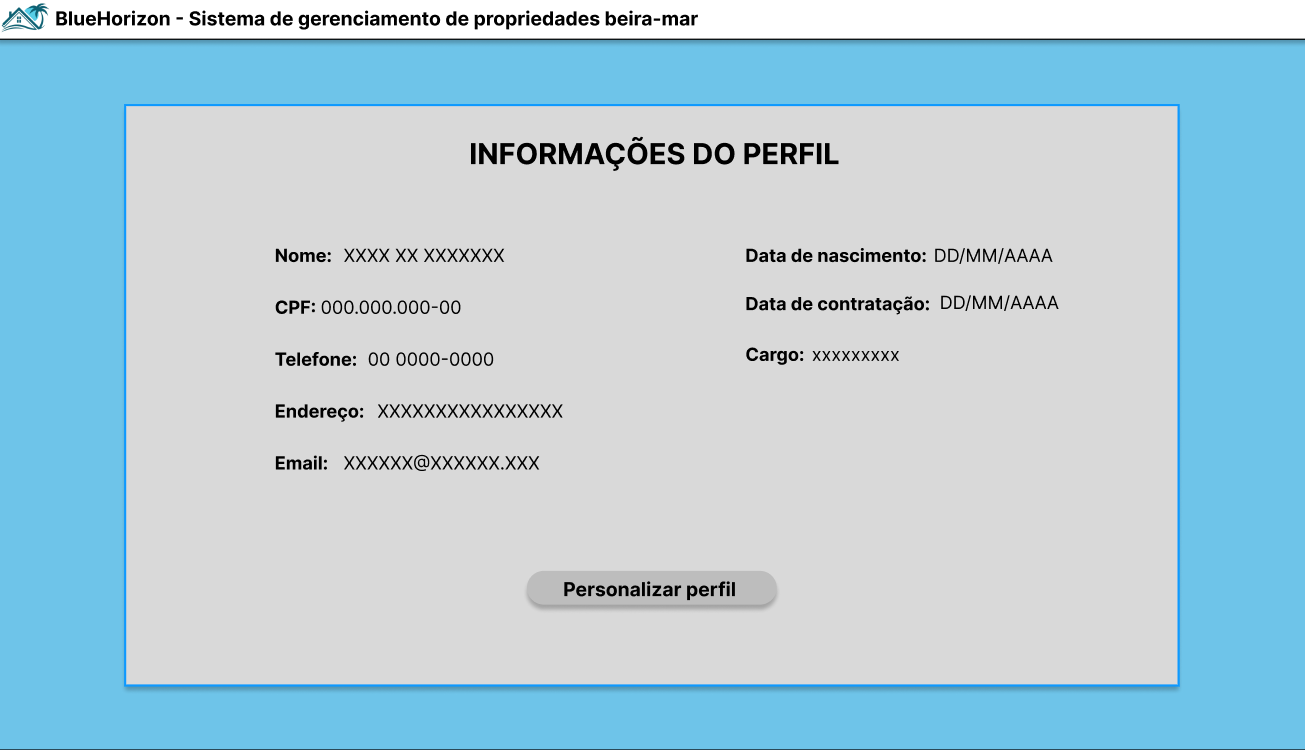 BlueHorizon - Sistema de gerenciamento de propriedades beira-mar
INFORMAÇÕES DO PERFIL
Nome: XXXX XX XXXXXXX
CPF: 000.000.000-00
Telefone: 00 0000-0000
Endereço: XXXXXXXXXXXXXXXX
Email: XXXXXX@XXXXXX.XXX
Data de nascimento: DD/MM/AAAA
Data de contratação: DD/MM/AAAA
Cargo: xxxxxxxxx
Personalizar perfil